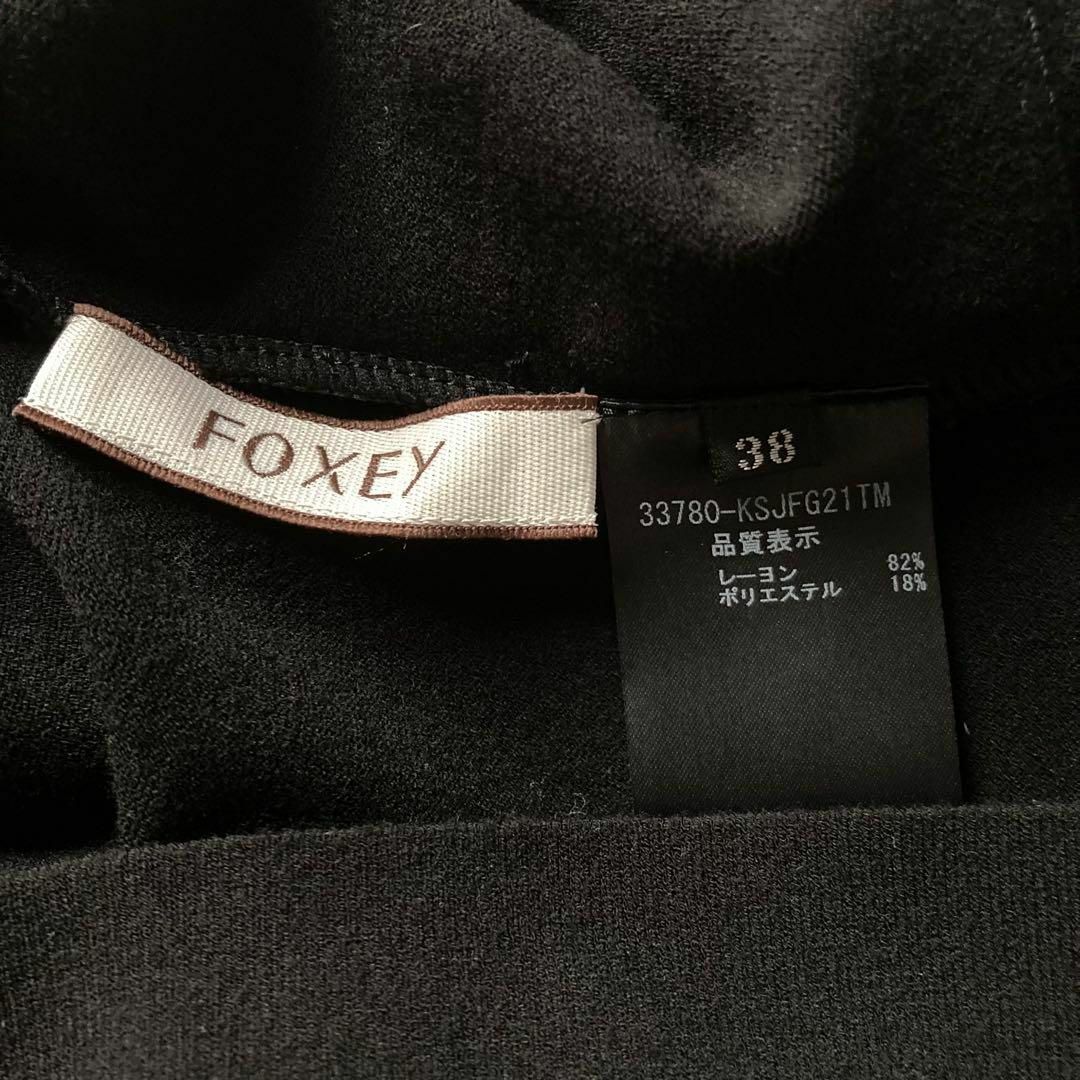 FOXEY
38
33780-KSJFG21TM
品質表示
レーヨン 82%
ポリエステル 18%